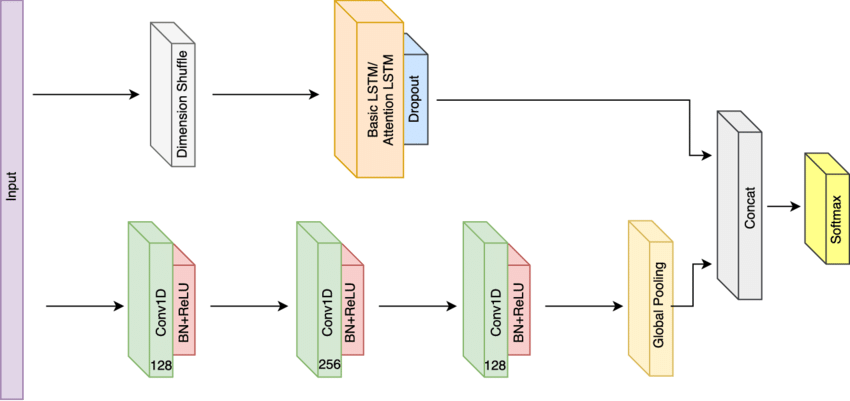 Input
Dimension Shuffle
Basic LSTM/
Attention LSTM
Dropout
Conv1D
128
BN+ReLU
Conv1D
256
BN+ReLU
Conv1D
128
BN+ReLU
Global Pooling
Concat
Softmax